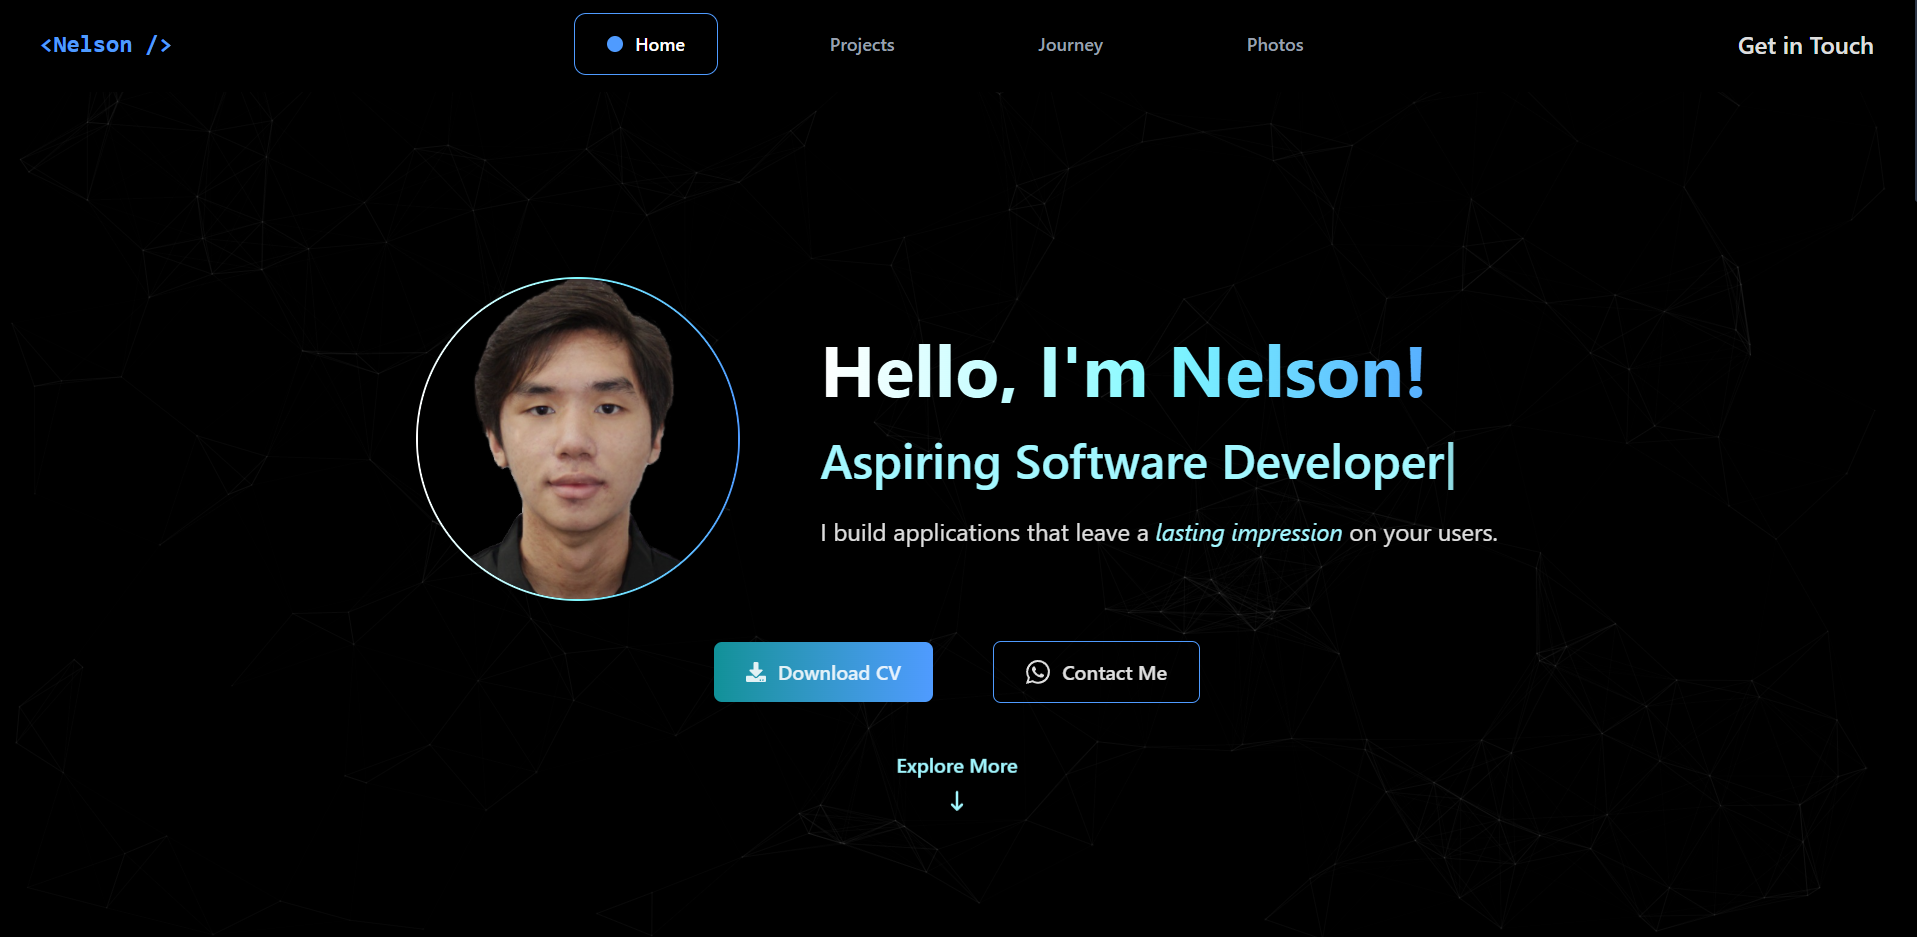 <Nelson />
Home
Projects
Journey
Photos
Get in Touch
Hello, I'm Nelson!
Aspiring Software Developer|
I build applications that leave a lasting impression on your users.
Download CV
Contact Me
Explore More
↓